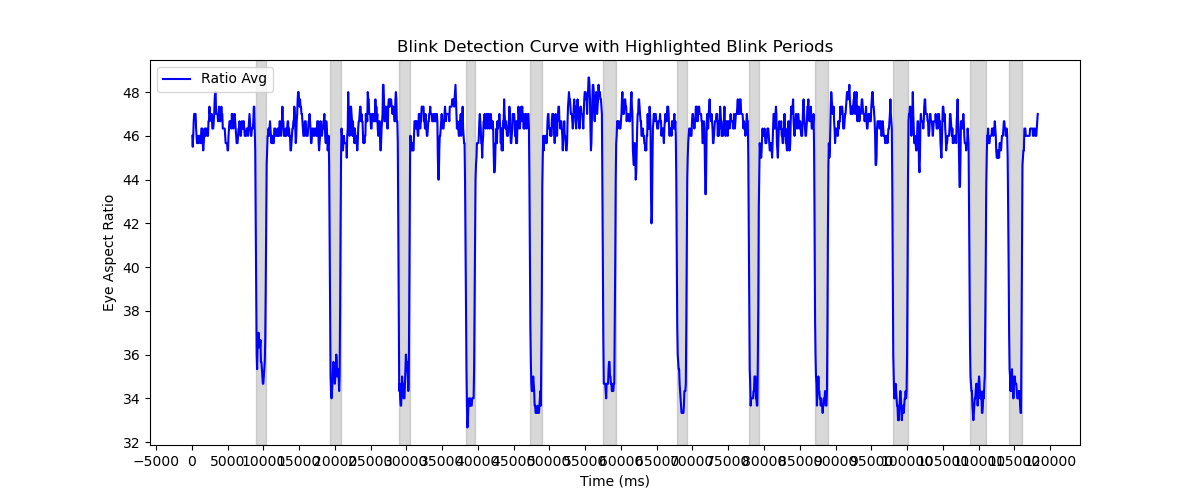 Blink Detection Curve with Highlighted Blink Periods
Ratio Avg
48
46
44
42
40
38
36
34
32
Eye Aspect Ratio
−5000 0 5000 10000 15000 20000 25000 30000 35000 40000 45000 50000 55000 60000 65000 70000 75000 80000 85000 90000 95000 100000 105000 110000 115000 120000
Time (ms)